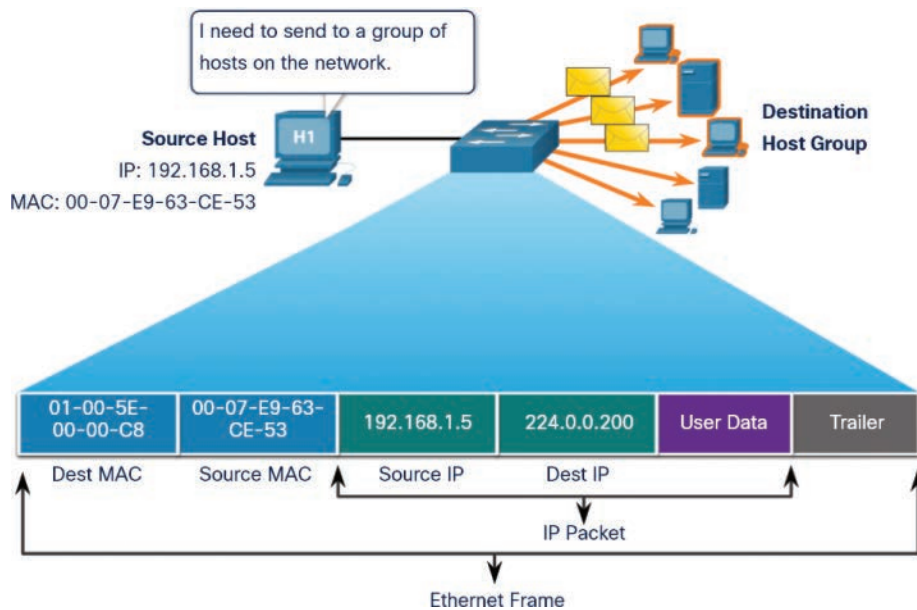 I need to send to a group of
hosts on the network.
H1
Source Host
IP: 192.168.1.5
MAC: 00-07-E9-63-CE-53
Destination
Host Group
01-00-5E-
00-00-C8
00-07-E9-63-
CE-53
192.168.1.5
224.0.0.200
User Data
Trailer
Dest MAC
Source MAC
Source IP
Dest IP
IP Packet
Ethernet Frame